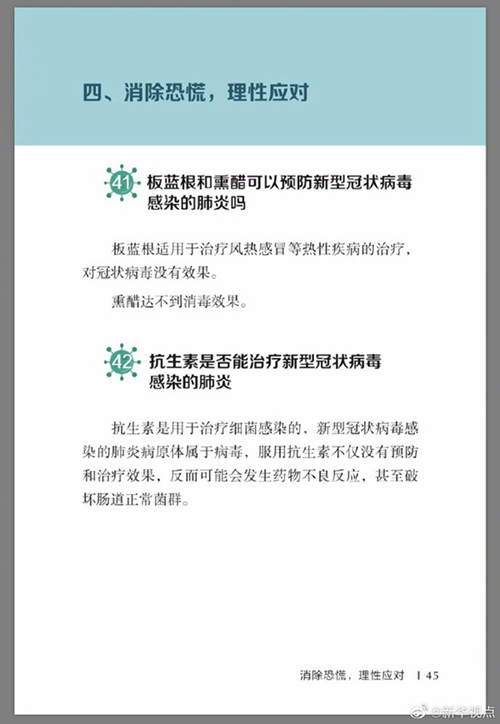 四、消除恐慌，理性应对
41 板蓝根和熏醋可以预防新型冠状病毒
感染的肺炎吗
板蓝根适用于治疗风热感冒等热性疾病的治疗，
对冠状病毒没有效果。
熏醋达不到消毒效果。
42 抗生素是否能治疗新型冠状病毒
感染的肺炎
抗生素是用于治疗细菌感染的，新型冠状病毒感
染的肺炎病原体属于病毒，服用抗生素不仅没有预防
和治疗效果，反而可能会发生药物不良反应，甚至破
坏肠道正常菌群。
消除恐慌，理性应对 | 45
@新华视点